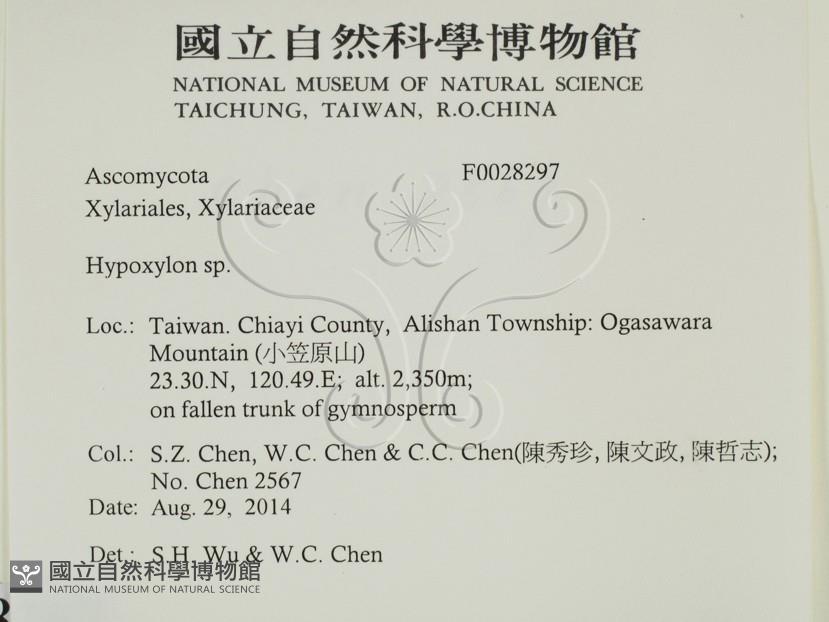 國立自然科學博物館
NATIONAL MUSEUM OF NATURAL SCIENCE
TAICHUNG, TAIWAN, R.O.CHINA
Ascomycota F0028297
Xylariales, Xylariaceae
Hypoxylon sp.
Loc.: Taiwan. Chiayi County, Alishan Township: Ogasawara
Mountain (小笠原山)
23.30.N, 120.49.E; alt. 2,350m;
on fallen trunk of gymnosperm
Col.: S.Z. Chen, W.C. Chen & C.C. Chen(陳秀珍, 陳文政, 陳哲志);
No. Chen 2567
Date: Aug. 29, 2014
Det.: S.H. Wu & W.C. Chen
國立自然科學博物館
NATIONAL MUSEUM OF NATURAL SCIENCE